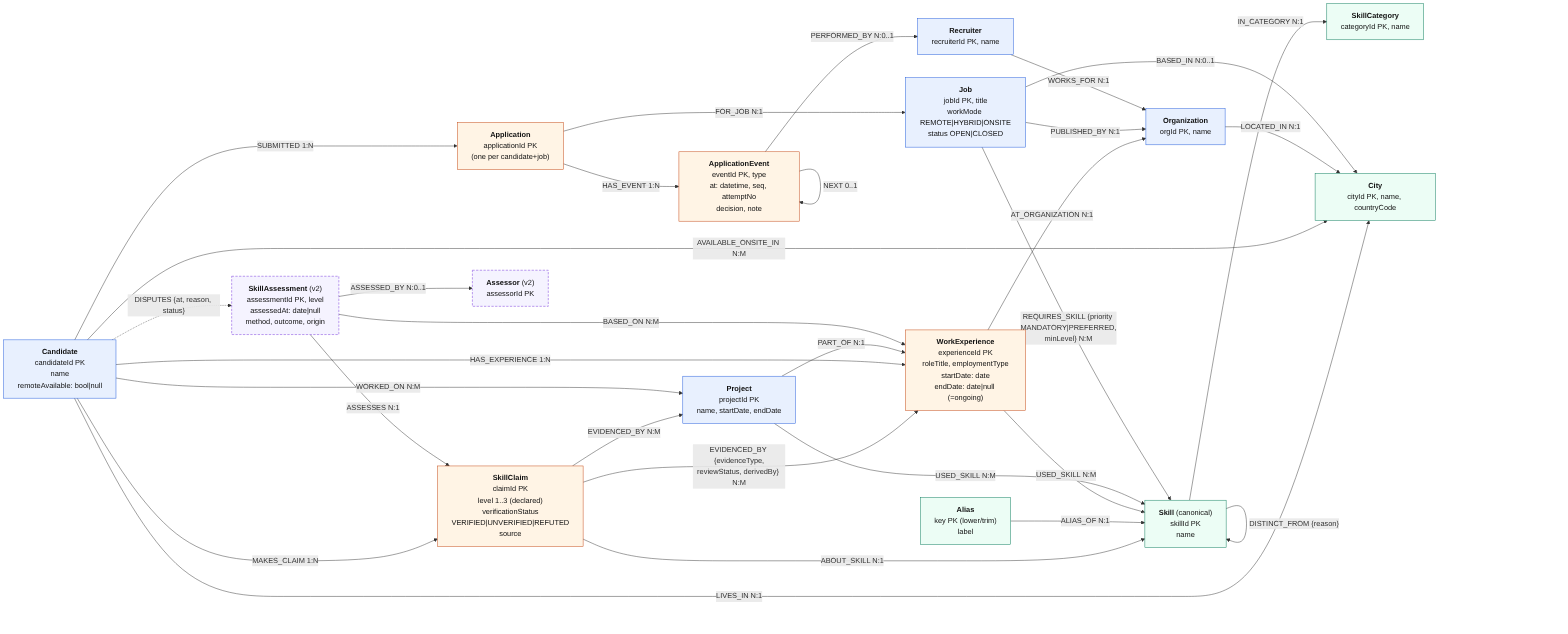 IN_CATEGORY N:1
SkillCategory
categoryId PK, name
PERFORMED_BY N:0..1
Recruiter
recruiterId PK, name
BASED_IN N:0..1
WORKS_FOR N:1
Job
jobId PK, title
workMode
REMOTE|HYBRID|ONSITE
status OPEN|CLOSED
FOR_JOB N:1
Organization
orgId PK, name
PUBLISHED_BY N:1
LOCATED_IN N:1
Application
applicationId PK
(one per candidate+job)
SUBMITTED 1:N
ApplicationEvent
eventId PK, type
at: datetime, seq,
attemptNo
decision, note
HAS_EVENT 1:N
NEXT 0..1
City
cityId PK, name,
countryCode
AT_ORGANIZATION N:1
AVAILABLE_ONSITE_IN
N:M
SkillAssessment (v2)
assessmentId PK, level
assessedAt: date|null
method, outcome, origin
ASSESSED_BY N:0..1
Assessor (v2)
assessorId PK
DISPUTES {at, reason,
status}
BASED_ON N:M
REQUIRES_SKILL {priority
MANDATORY|PREFERRED,
minLevel} N:M
Candidate
candidateId PK
name
remoteAvailable: bool|null
PART_OF N:1
WorkExperience
experienceId PK
roleTitle, employmentType
startDate: date
endDate: date|null
(=ongoing)
HAS_EXPERIENCE 1:N
WORKED_ON N:M
Project
projectId PK
name, startDate, endDate
ASSESSES N:1
EVIDENCED_BY N:M
EVIDENCED_BY
{evidenceType,
reviewStatus, derivedBy}
N:M
USED_SKILL N:M
USED_SKILL N:M
SkillClaim
claimId PK
level 1..3 (declared)
verificationStatus
VERIFIED|UNVERIFIED|REFUTED
source
Alias
key PK (lower/trim)
label
ALIAS_OF N:1
Skill (canonical)
skillId PK
name
DISTINCT_FROM {reason}
MAKES_CLAIM 1:N
ABOUT_SKILL N:1
LIVES_IN N:1